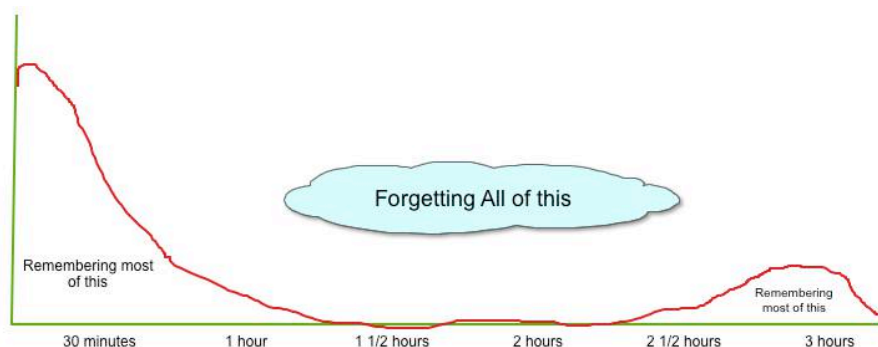 Forgetting All of this
Remembering most
of this
Remembering
most of this
30 minutes
1 hour
1 1/2 hours
2 hours
2 1/2 hours
3 hours